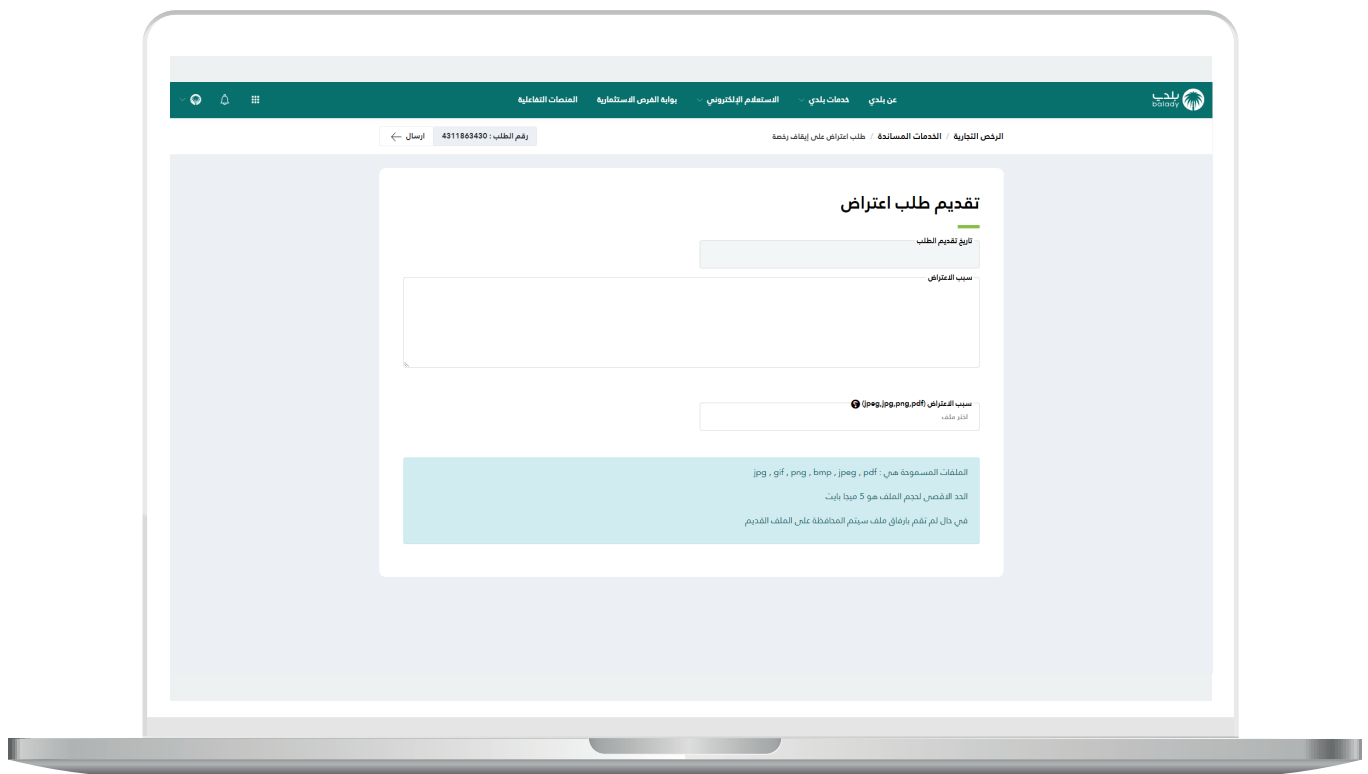 بلدي
balady
عن بلدي
خدمات بلدي
الاستعلام الإلكتروني
بوابة الفرص الاستثمارية
المنصات التفاعلية
الرخص التجارية / الخدمات المساندة / طلب اعتراض على إيقاف رخصة
رقم الطلب : 4311863430
ارسال
تقديم طلب اعتراض
تاريخ تقديم الطلب
سبب الاعتراض
سبب الاعتراض (jpeg,jpg,png,pdf)
اختر ملف
الملفات المسموحة هي : jpg , gif , png , bmp , jpeg , pdf
الحد الاقصى لحجم الملف هو 5 ميجا بايت
في حال لم تقم بارفاق ملف سيتم المحافظة على الملف القديم